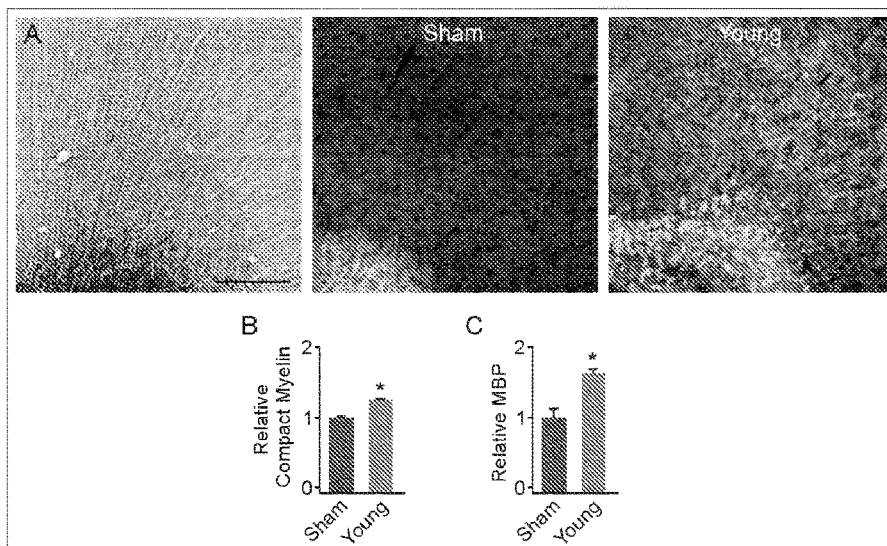 A
Sham
Young
B
Relative
Compact Myelin
2
1
0
*
Sham
Young
C
Relative MBP
2
1
0
*
Sham
Young